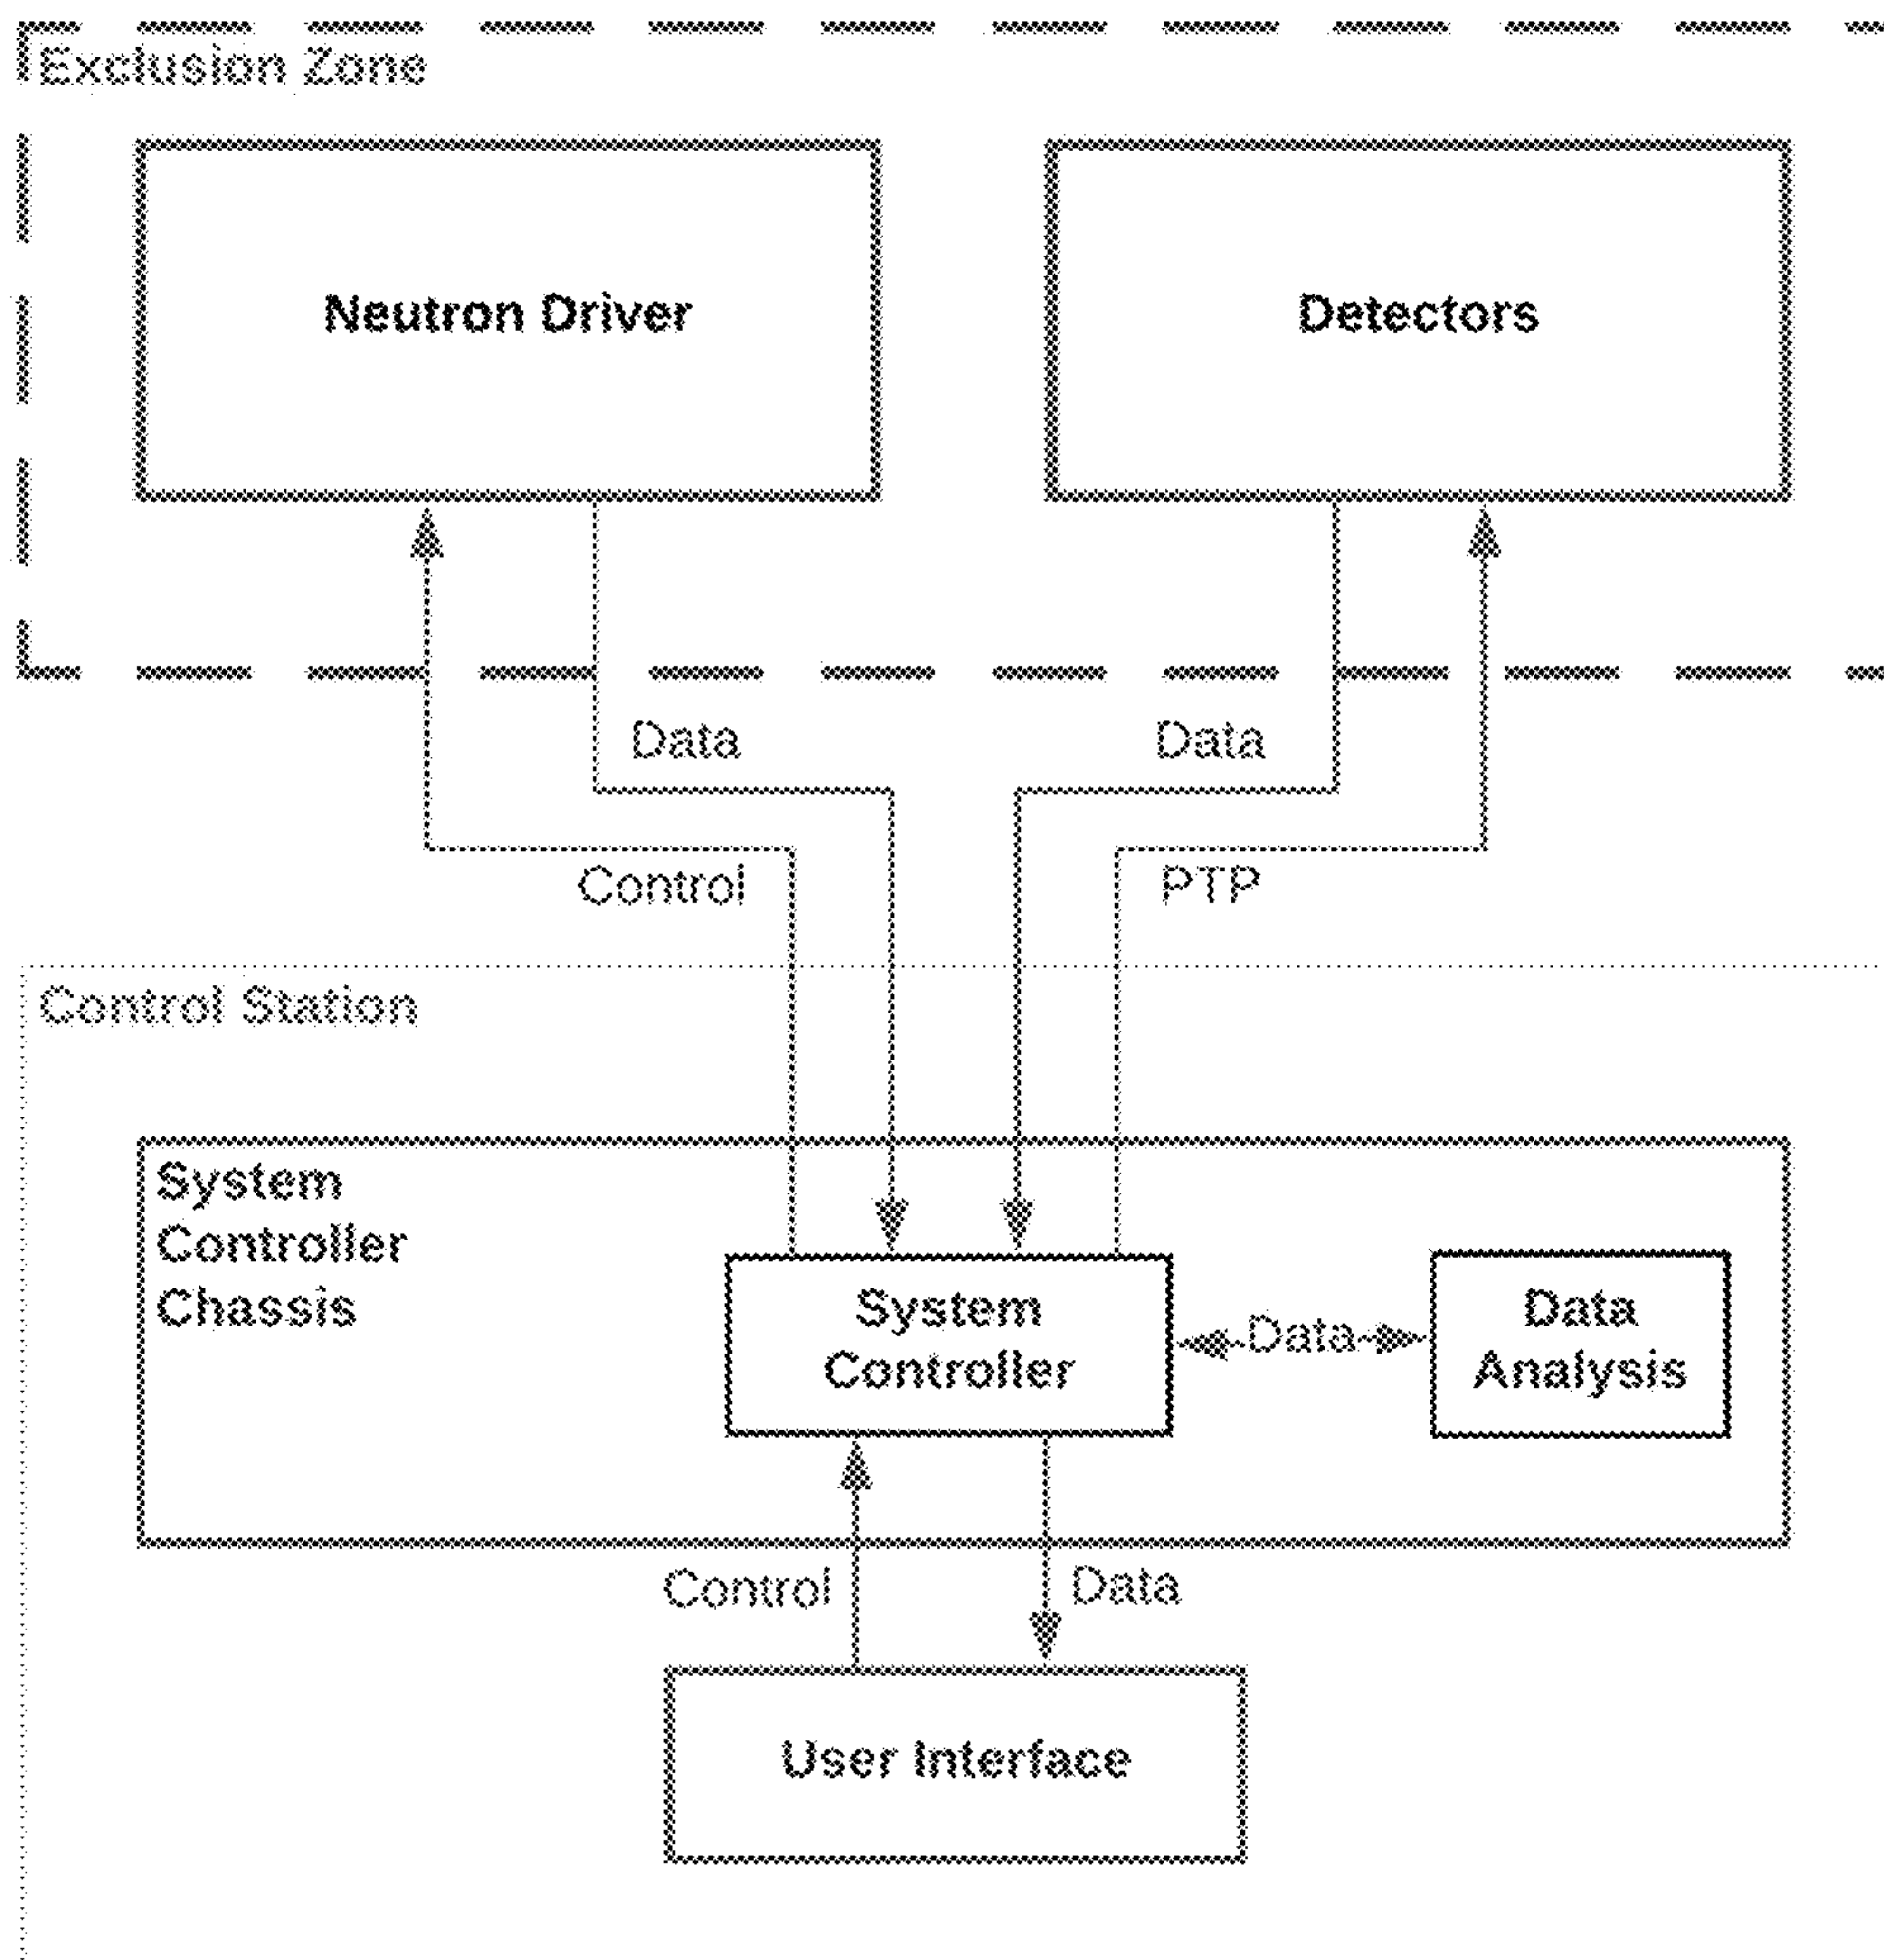 Exclusion Zone
Neutron Driver
Detectors
Data
Data
Control
PTP
Control Station
System
Controller
Chassis
System
Controller
Data
Data
Analysis
Control
Data
User Interface